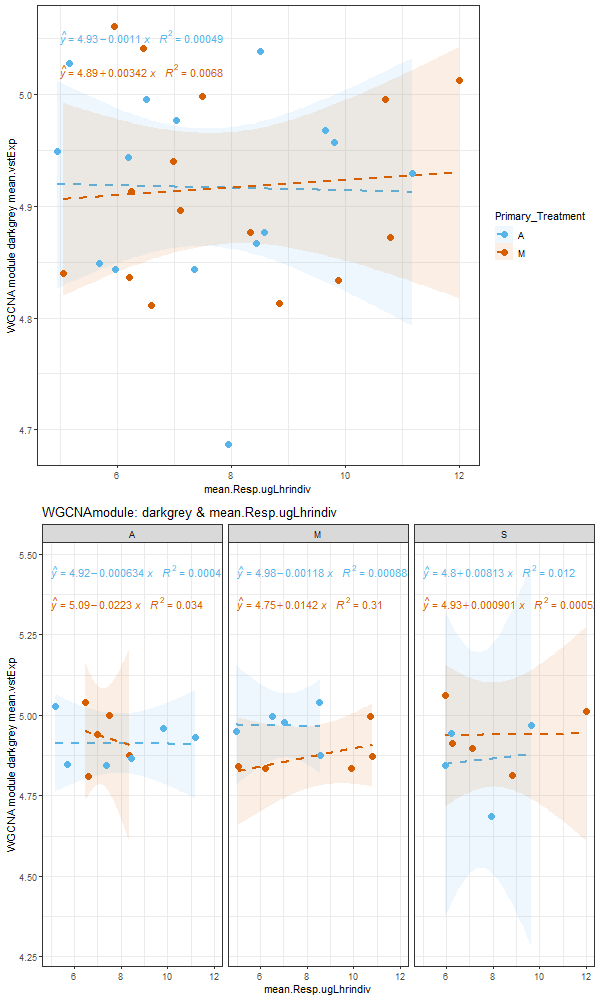 ŷ = 4.93 − 0.0011 x R² = 0.00049
ŷ = 4.89 + 0.00342 x R² = 0.0068
5.0
4.9
4.8
4.7
WGCNA module darkgrey mean.vstExp
6 8 10 12
mean.Resp.ugLhrindiv
Primary_Treatment
A
M
WGCNAmodule: darkgrey & mean.Resp.ugLhrindiv
A M S
ŷ = 4.92 − 0.000634 x R² = 0.0004
ŷ = 5.09 − 0.0223 x R² = 0.034
ŷ = 4.98 − 0.00118 x R² = 0.00088
ŷ = 4.75 + 0.0142 x R² = 0.31
ŷ = 4.8 + 0.00813 x R² = 0.012
ŷ = 4.93 + 0.000901 x R² = 0.0005
5.50
5.25
5.00
4.75
4.50
4.25
WGCNA module darkgrey mean.vstExp
6 8 10 12 6 8 10 12 6 8 10 12
mean.Resp.ugLhrindiv